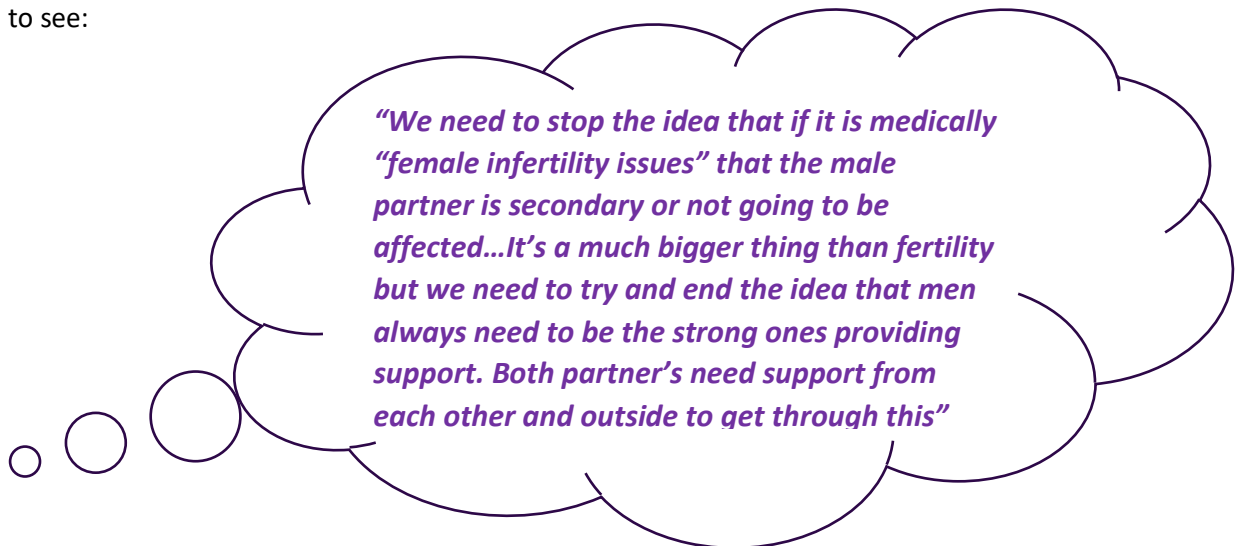 to see:
“We need to stop the idea that if it is medically
“female infertility issues” that the male
partner is secondary or not going to be
affected…It’s a much bigger thing than fertility
but we need to try and end the idea that men
always need to be the strong ones providing
support. Both partner’s need support from
each other and outside to get through this”